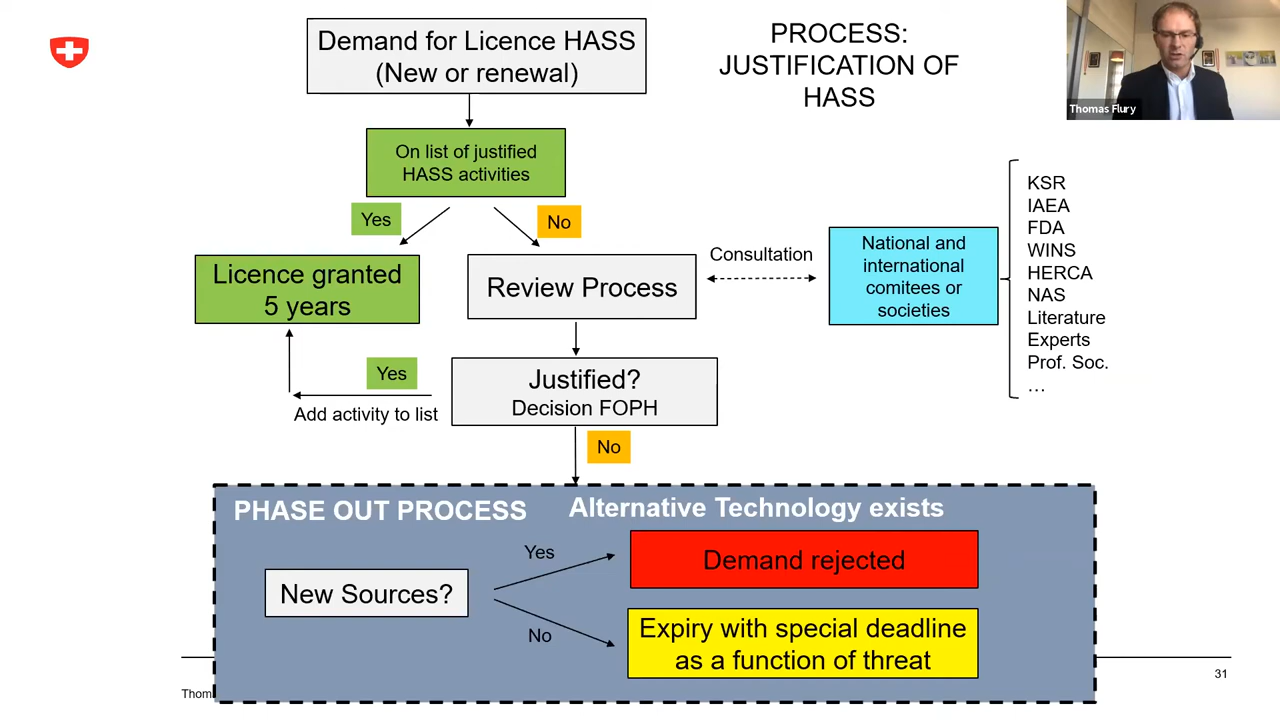 Demand for Licence HASS
(New or renewal)
PROCESS:
JUSTIFICATION OF
HASS
Thomas Flury
On list of justified
HASS activities
Yes
No
Licence granted
5 years
Review Process
Consultation
National and
international
comitees or
societies
KSR
IAEA
FDA
WINS
HERCA
NAS
Literature
Experts
Prof. Soc.
…
Justified?
Decision FOPH
Yes
Add activity to list
No
PHASE OUT PROCESS
Alternative Technology exists
New Sources?
Yes
Demand rejected
No
Expiry with special deadline
as a function of threat
31
Thom